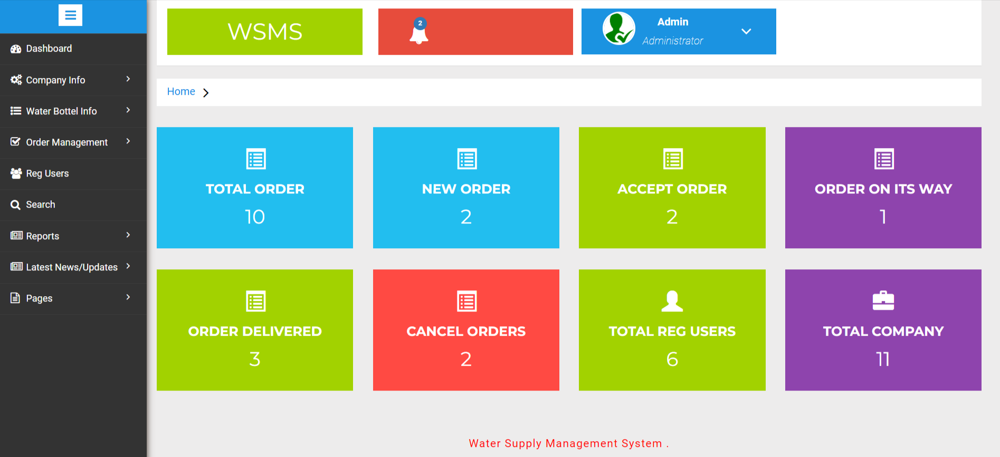 WSMS
2
Admin
Administrator
Dashboard
Company Info
Water Bottel Info
Order Management
Reg Users
Search
Reports
Latest News/Updates
Pages
Home
TOTAL ORDER
10
NEW ORDER
2
ACCEPT ORDER
2
ORDER ON ITS WAY
1
ORDER DELIVERED
3
CANCEL ORDERS
2
TOTAL REG USERS
6
TOTAL COMPANY
11
Water Supply Management System .